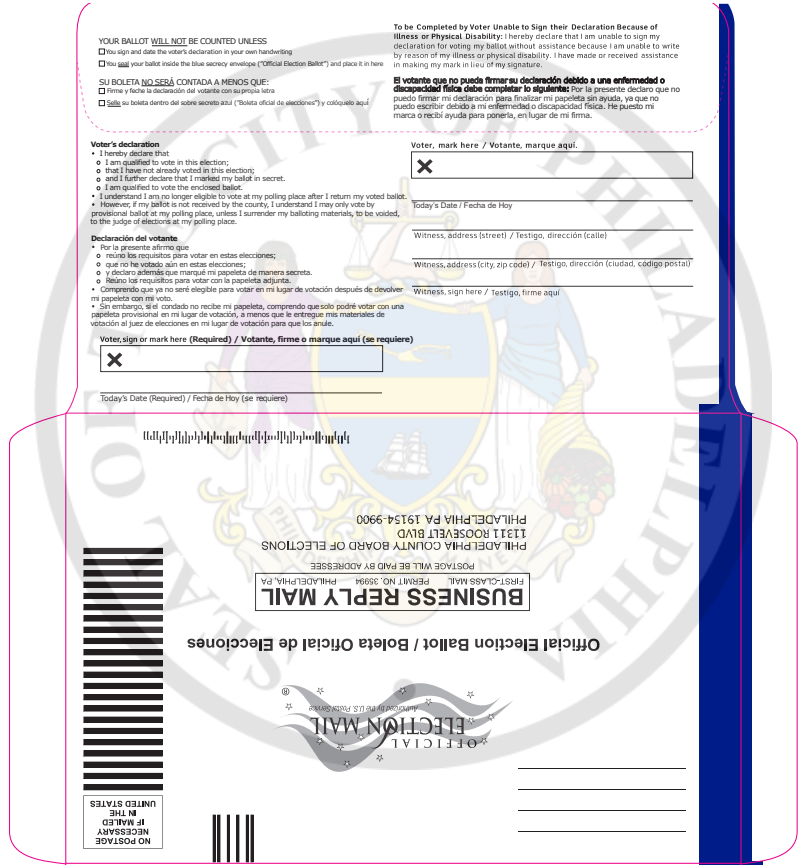 YOUR BALLOT WILL NOT BE COUNTED UNLESS
You sign and date the voter's declaration in your own handwriting
You seal your ballot inside the blue secrecy envelope ("Official Election Ballot") and place it in here
SU BOLETA NO SERÁ CONTADA A MENOS QUE:
Firme y feche la declaración del votante con su propia letra
Selle su boleta dentro del sobre secreto azul ("Boleta oficial de elecciones") y colóquelo aquí
To be Completed by Voter Unable to Sign their Declaration Because of
Illness or Physical Disability: I hereby declare that I am unable to sign my
declaration for voting my ballot without assistance because I am unable to write
by reason of my illness or physical disability. I have made or received assistance
in making my mark in lieu of my signature.
El votante que no pueda firmar su declaración debido a una enfermedad o
discapacidad física debe completar lo siguiente: Por la presente declaro que no
puedo firmar mi declaración para finalizar mi papeleta sin ayuda, ya que no
puedo escribir debido a mi enfermedad o discapacidad física. He puesto mi
marca o recibí ayuda para ponerla, en lugar de mi firma.
Voter's declaration
• I hereby declare that
o I am qualified to vote in this election;
o that I have not already voted in this election;
o and I further declare that I marked my ballot in secret.
o I am qualified to vote the enclosed ballot.
• I understand I am no longer eligible to vote at my polling place after I return my voted ballot.
• However, if my ballot is not received by the county, I understand I may only vote by
provisional ballot at my polling place, unless I surrender my balloting materials, to be voided,
to the judge of elections at my polling place.
Declaración del votante
• Por la presente afirmo que
o reúno los requisitos para votar en estas elecciones;
o que no he votado aún en estas elecciones;
o y declaro además que marqué mi papeleta de manera secreta.
o Reúno los requisitos para votar con la papeleta adjunta.
• Comprendo que ya no seré elegible para votar en mi lugar de votación después de devolver
mi papeleta con mi voto.
• Sin embargo, si el condado no recibe mi papeleta, comprendo que solo podré votar con una
papeleta provisional en mi lugar de votación, a menos que le entregue mis materiales de
votación al juez de elecciones en mi lugar de votación para que los anule.
Voter, sign or mark here (Required) / Votante, firme o marque aquí (se requiere)
X
Today's Date (Required) / Fecha de Hoy (se requiere)
Voter, mark here / Votante, marque aquí.
X
Today's Date / Fecha de Hoy
Witness, address (street) / Testigo, dirección (calle)
Witness, address (city, zip code) / Testigo, dirección (ciudad, código postal)
Witness, sign here / Testigo, firme aquí
SEAL OF THE CITY OF PHILADELPHIA
OFFICIAL
ELECTION MAIL
Authorized by the U.S. Postal Service
®
NO POSTAGE
NECESSARY
IF MAILED
IN THE
UNITED STATES
Official Election Ballot / Boleta Oficial de Elecciones
BUSINESS REPLY MAIL
FIRST-CLASS MAIL PERMIT NO. 35994 PHILADELPHIA, PA
POSTAGE WILL BE PAID BY ADDRESSEE
PHILADELPHIA COUNTY BOARD OF ELECTIONS
11311 ROOSEVELT BLVD
PHILADELPHIA PA 19154-9900